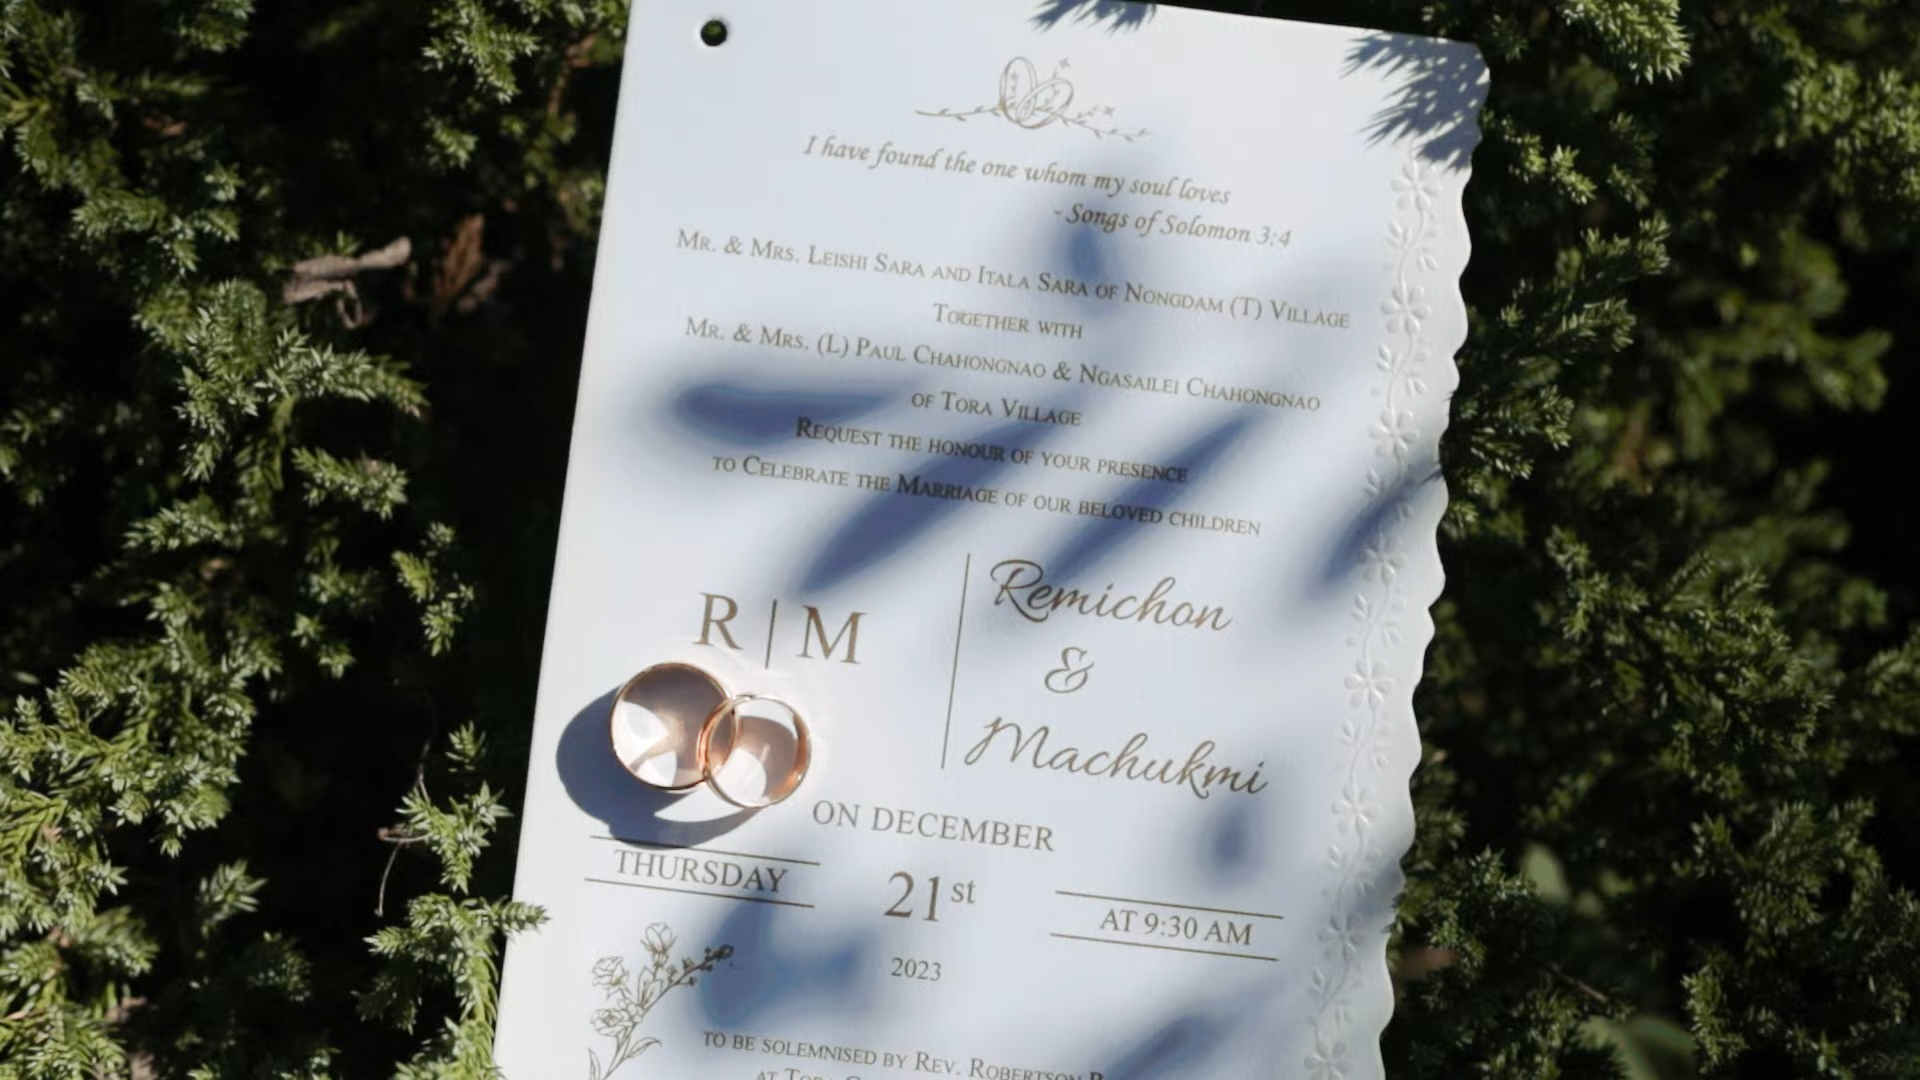 I have found the one whom my soul loves
- Songs of Solomon 3:4
Mr. & Mrs. Leishi Sara and Itala Sara of Nongdam (T) Village
Together with
Mr. & Mrs. (L) Paul Chahongnao & Ngasailei Chahongnao
of Tora Village
Request the honour of your presence
to Celebrate the Marriage of our beloved children
R | M
Remichon
&
Machukmi
ON DECEMBER
THURSDAY
21st
AT 9:30 AM
2023
to be solemnised by Rev. Robertson
at